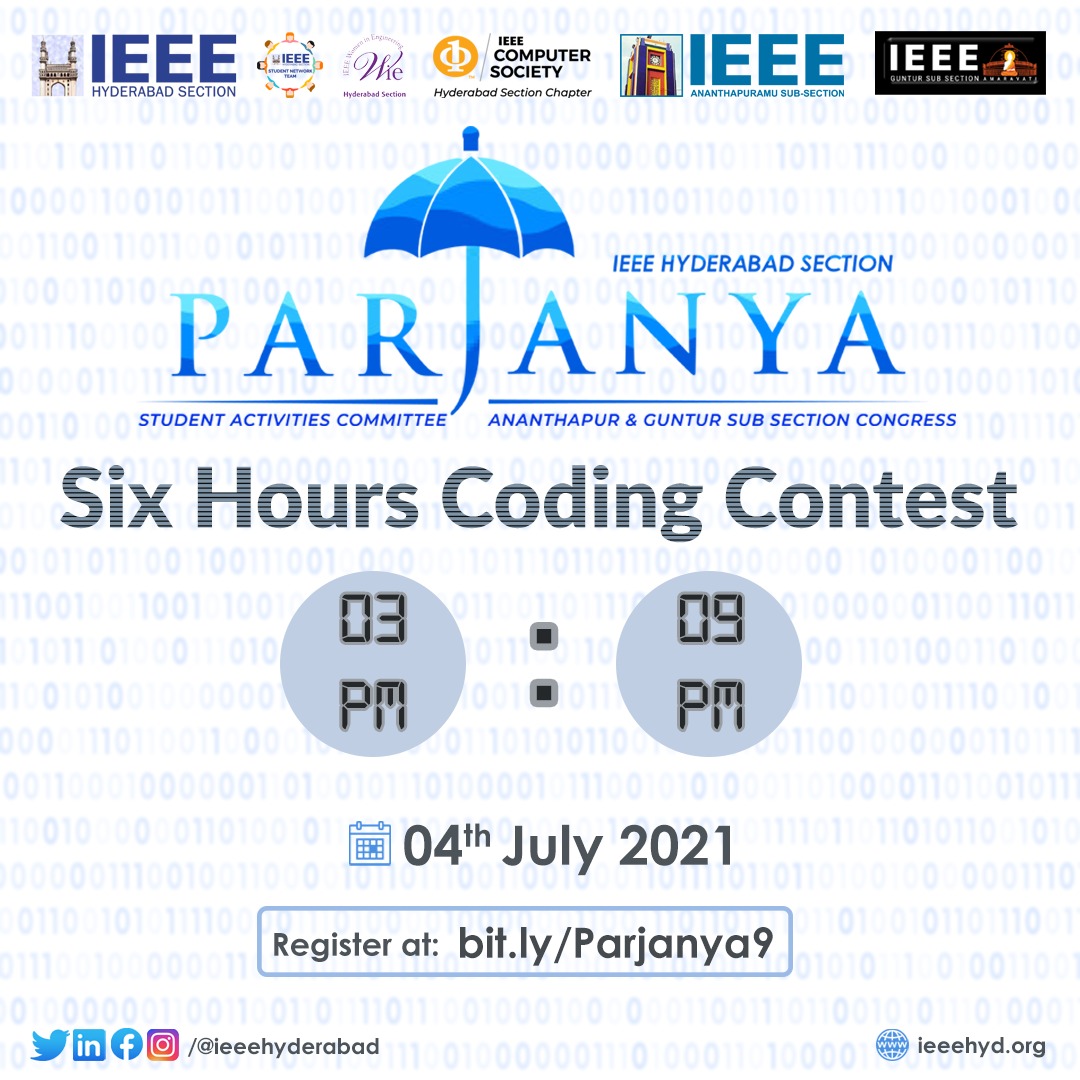 IEEE
HYDERABAD SECTION
IEEE
STUDENT NETWORK
TEAM
IEEE Women in Engineering
Wie
Hyderabad Section
IEEE
COMPUTER
SOCIETY
Hyderabad Section Chapter
IEEE
ANANTHAPURAMU SUB-SECTION
IEEE
GUNTUR SUB SECTION AMARAVATI
IEEE HYDERABAD SECTION
PARJANYA
STUDENT ACTIVITIES COMMITTEE ANANTHAPUR & GUNTUR SUB SECTION CONGRESS
Six Hours Coding Contest
03 : 09
PM PM
04th July 2021
Register at: bit.ly/Parjanya9
/@ieeehyderabad
ieeehyd.org